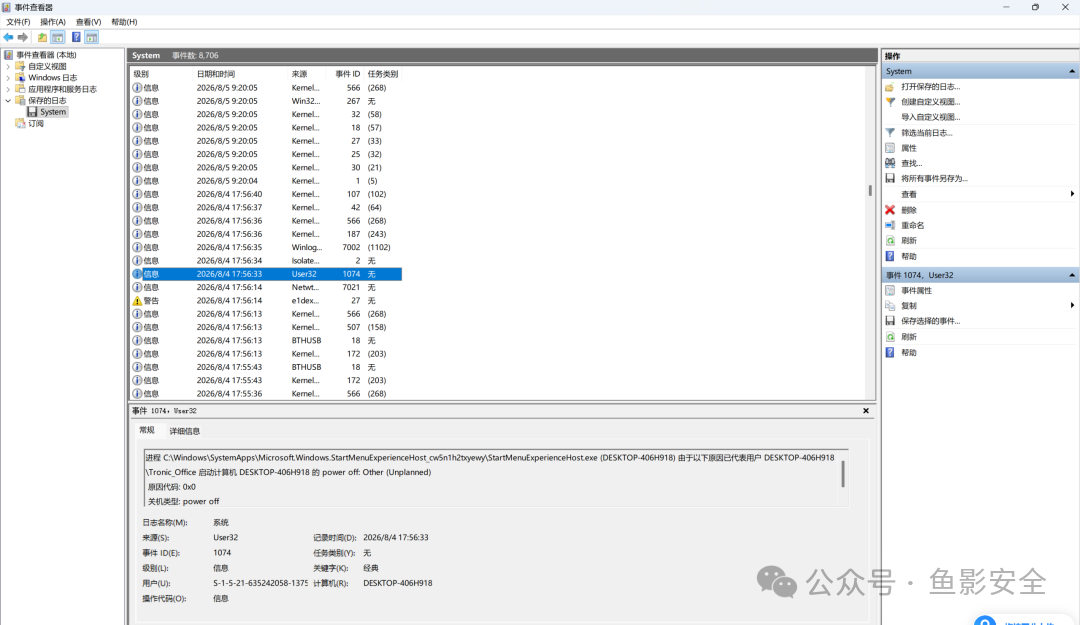 事件查看器
文件(F) 操作(A) 查看(V) 帮助(H)
事件查看器 (本地)
自定义视图
Windows 日志
应用程序和服务日志
保存的日志
System
订阅
System 事件数: 8,706
级别 日期和时间 来源 事件 ID 任务类别
信息 2026/8/5 9:20:05 Kernel... 566 (268)
信息 2026/8/5 9:20:05 Win32... 267 无
信息 2026/8/5 9:20:05 Kernel... 32 (58)
信息 2026/8/5 9:20:05 Kernel... 18 (57)
信息 2026/8/5 9:20:05 Kernel... 27 (33)
信息 2026/8/5 9:20:05 Kernel... 25 (32)
信息 2026/8/5 9:20:05 Kernel... 30 (21)
信息 2026/8/5 9:20:04 Kernel... 1 (5)
信息 2026/8/4 17:56:40 Kernel... 107 (102)
信息 2026/8/4 17:56:37 Kernel... 42 (64)
信息 2026/8/4 17:56:36 Kernel... 566 (268)
信息 2026/8/4 17:56:36 Kernel... 187 (243)
信息 2026/8/4 17:56:35 Winlog... 7002 (1102)
信息 2026/8/4 17:56:34 Isolate... 2 无
信息 2026/8/4 17:56:33 User32 1074 无
信息 2026/8/4 17:56:14 Netwt... 7021 无
警告 2026/8/4 17:56:14 e1dex... 27 无
信息 2026/8/4 17:56:13 Kernel... 566 (268)
信息 2026/8/4 17:56:13 Kernel... 507 (158)
信息 2026/8/4 17:56:13 BTHUSB 18 无
信息 2026/8/4 17:56:13 Kernel... 172 (203)
信息 2026/8/4 17:55:43 BTHUSB 18 无
信息 2026/8/4 17:55:43 Kernel... 172 (203)
信息 2026/8/4 17:55:36 Kernel... 566 (268)
事件 1074，User32
常规 详细信息
进程 C:\Windows\SystemApps\Microsoft.Windows.StartMenuExperienceHost_cw5n1h2txyewy\StartMenuExperienceHost.exe (DESKTOP-406H918) 由于以下原因已代表用户 DESKTOP-406H918
\Tronic_Office 启动计算机 DESKTOP-406H918 的 power off: Other (Unplanned)
原因代码: 0x0
关机类型: power off
日志名称(M): 系统
来源(S): User32 记录时间(D): 2026/8/4 17:56:33
事件 ID(E): 1074 任务类别(Y): 无
级别(L): 信息 关键字(K): 经典
用户(U): S-1-5-21-635242058-1375 计算机(R): DESKTOP-406H918
操作代码(O): 信息
操作
System
打开保存的日志...
创建自定义视图...
导入自定义视图...
筛选当前日志...
属性
查找...
将所有事件另存为...
查看
删除
重命名
刷新
帮助
事件 1074，User32
事件属性
复制
保存选择的事件...
刷新
帮助
公众号 · 鱼影安全